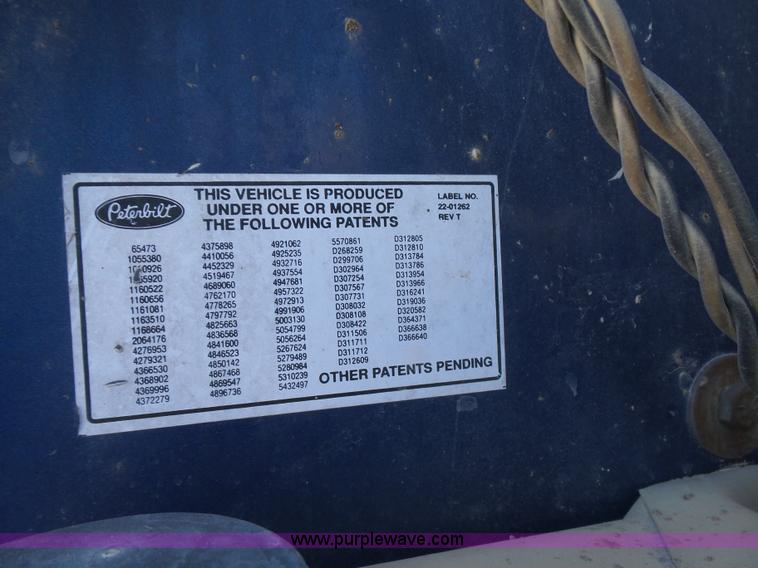 Peterbilt
THIS VEHICLE IS PRODUCED
UNDER ONE OR MORE OF
THE FOLLOWING PATENTS
LABEL NO.
22-01262
REV T
65473
1055380
1160522
1160656
1161081
1163510
1168664
2064176
4276953
4279321
4366530
4368902
4369996
4372279
4375898
4410056
4452329
4519467
4689060
4762170
4778265
4797792
4825663
4836568
4841600
4846523
4850142
4867468
4869547
4896736
4921062
4925235
4932716
4937554
4947681
4957322
4972913
4991906
5003130
5054799
5056264
5267624
5279489
5280984
5310239
5432497
5570861
D268259
D299706
D302964
D307254
D307567
D307731
D308032
D308108
D308422
D311506
D311711
D311712
D312609
D312805
D312810
D313784
D313786
D313954
D313966
D316241
D319036
D320582
D364371
D366638
D366640
OTHER PATENTS PENDING
www.purplewave.com